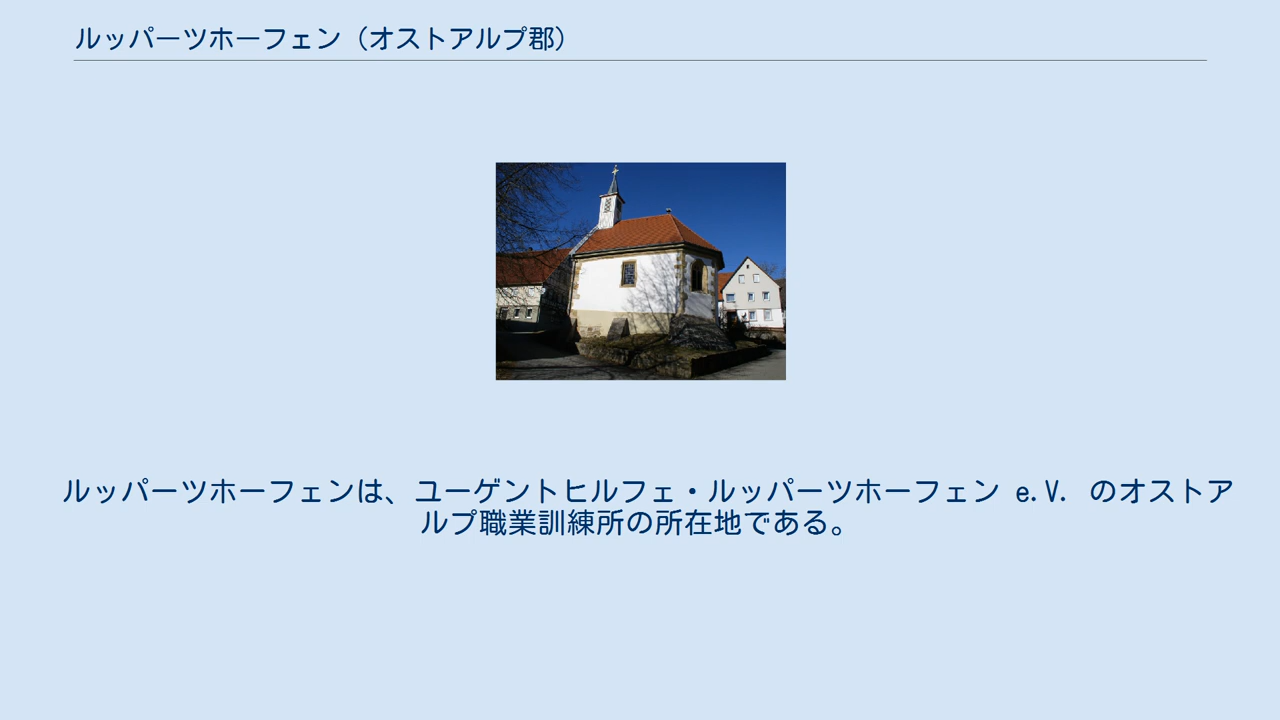 ルッパーツホーフェン（オストアルプ郡）
ルッパーツホーフェンは、ユーゲントヒルフェ・ルッパーツホーフェン e.V. のオストア
ルプ職業訓練所の所在地である。